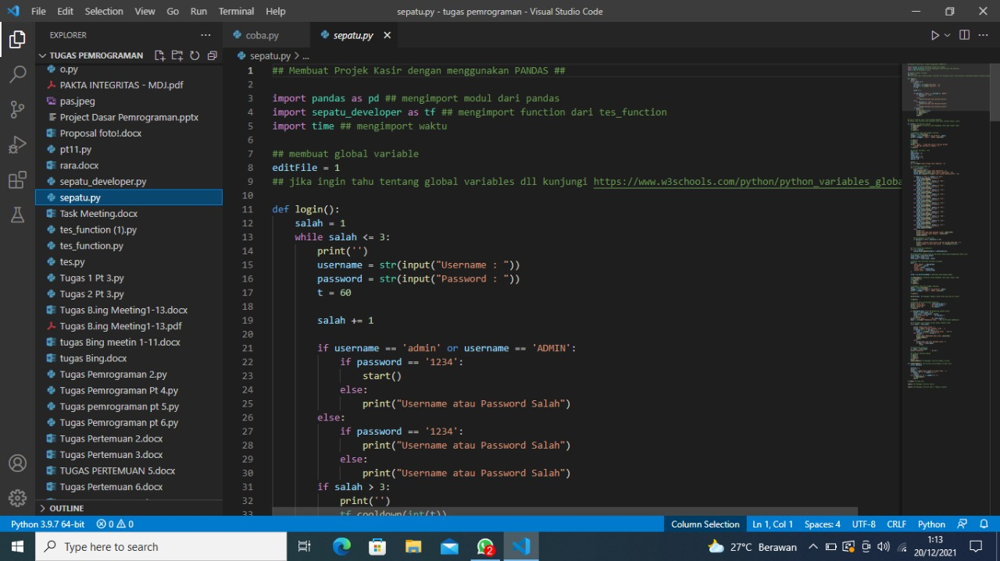 File Edit Selection View Go Run Terminal Help sepatu.py - tugas pemrograman - Visual Studio Code
EXPLORER
TUGAS PEMROGRAMAN
o.py
PAKTA INTEGRITAS - MDJ.pdf
pas.jpeg
Project Dasar Pemrograman.pptx
Proposal foto!.docx
pt11.py
rara.docx
sepatu_developer.py
sepatu.py
Task Meeting.docx
tes_function (1).py
tes_function.py
tes.py
Tugas 1 Pt 3.py
Tugas 2 Pt 3.py
Tugas B.ing Meeting1-13.docx
Tugas B.ing Meeting1-13.pdf
tugas Bing meetin 1-11.docx
tugas Bing.docx
Tugas Pemrograman 2.py
Tugas Pemrograman Pt 4.py
Tugas pemrograman pt 5.py
Tugas pemrograman pt 6.py
Tugas Pertemuan 2.docx
Tugas Pertemuan 3.docx
TUGAS PERTEMUAN 5.docx
Tugas Pertemuan 6.docx
OUTLINE
coba.py sepatu.py
sepatu.py > ...
1 ## Membuat Projek Kasir dengan menggunakan PANDAS ##
2
3 import pandas as pd ## mengimport modul dari pandas
4 import sepatu_developer as tf ## mengimport function dari tes_function
5 import time ## mengimport waktu
6
7 ## membuat global variable
8 editFile = 1
9 ## jika ingin tahu ttang global variables dll kunjungi https://www.w3schools.com/python/python_variables_globa
10
11 def login():
12 salah = 1
13 while salah <= 3:
14 print('')
15 username = str(input("Username : "))
16 password = str(input("Password : "))
17 t = 60
18
19 salah += 1
20
21 if username == 'admin' or username == 'ADMIN':
22 if password == '1234':
23 start()
24 else:
25 print("Username atau Password Salah")
26 else:
27 if password == '1234':
28 print("Username atau Password Salah")
29 else:
30 print("Username atau Password Salah")
31 if salah > 3:
32 print('')
33 tf.cooldown(int(t))
Python 3.9.7 64-bit 0 0 Column Selection Ln 1, Col 1 Spaces: 4 UTF-8 CRLF Python
Type here to search 2 27°C Berawan 1:13
20/12/2021